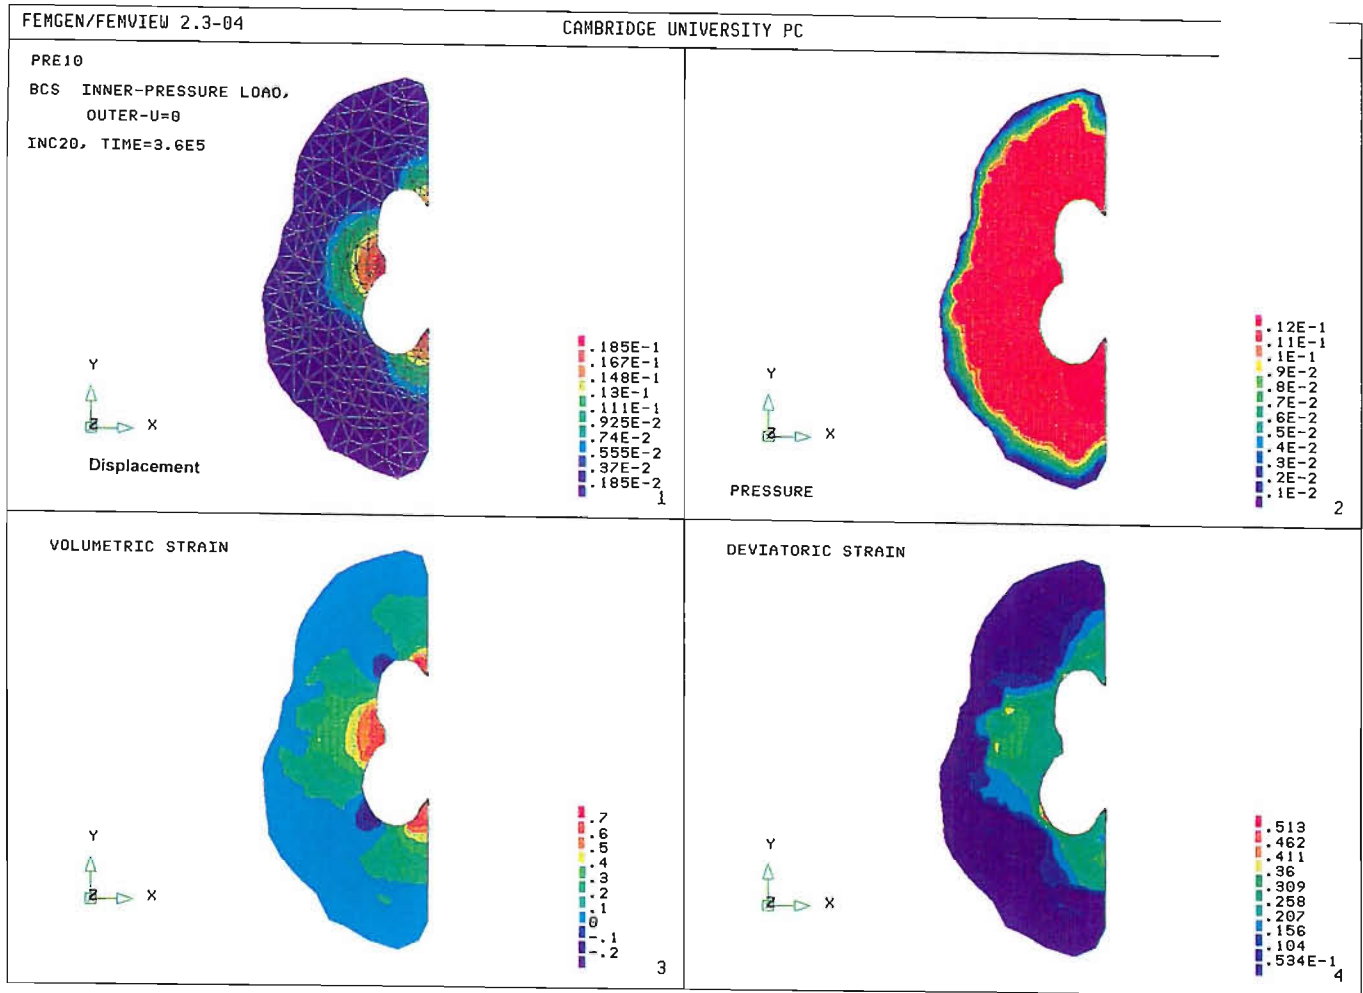 FEMGEN/FEMVIEW 2.3-04
CAMBRIDGE UNIVERSITY PC
PRE10
BCS INNER-PRESSURE LOAD,
OUTER-U=0
INC20, TIME=3.6E5
Y
Z X
Displacement
.185E-1
.167E-1
.148E-1
.13E-1
.111E-1
.925E-2
.74E-2
.555E-2
.37E-2
.185E-2
1
Y
Z X
PRESSURE
.12E-1
.11E-1
.1E-1
.9E-2
.8E-2
.7E-2
.6E-2
.5E-2
.4E-2
.3E-2
.2E-2
.1E-2
2
VOLUMETRIC STRAIN
Y
Z X
.7
.6
.5
.4
.3
.2
.1
0
-.1
-.2
3
DEVIATORIC STRAIN
Y
Z X
.513
.462
.411
.36
.309
.258
.207
.156
.104
.534E-1
4